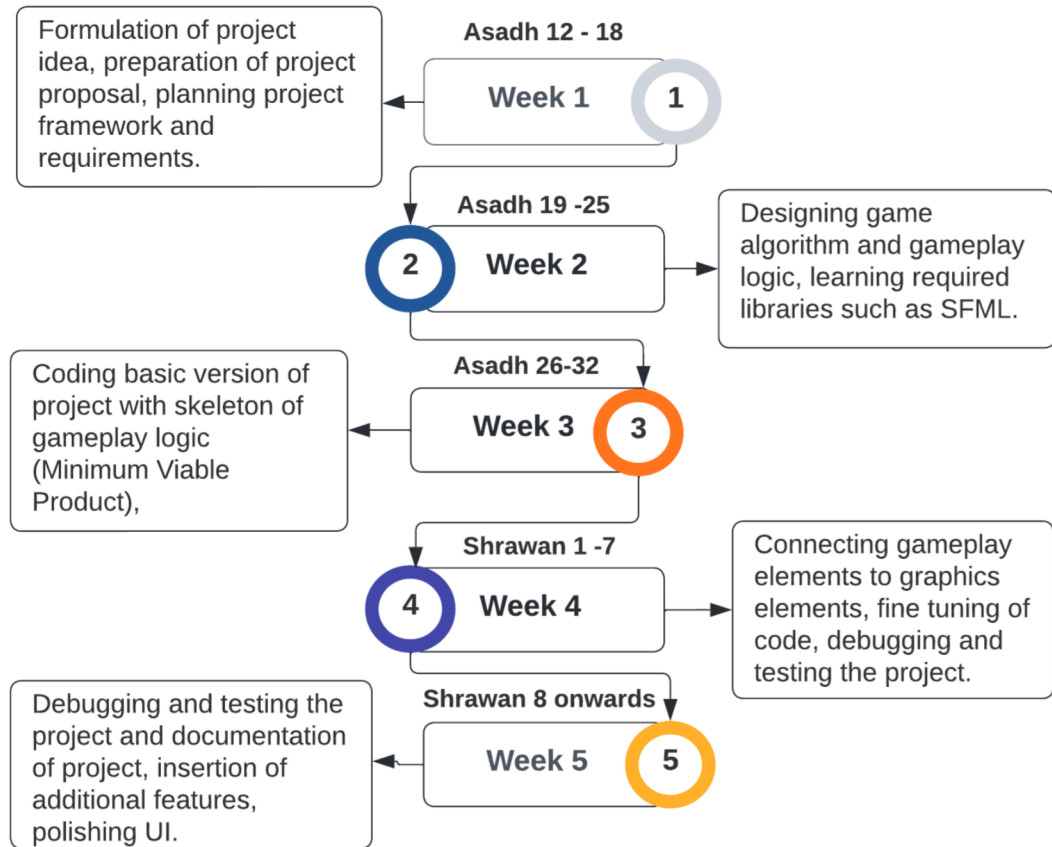 Asadh 12 - 18
Week 1
1
Formulation of project
idea, preparation of project
proposal, planning project
framework and
requirements.
Asadh 19 -25
2
Week 2
Designing game
algorithm and gameplay
logic, learning required
libraries such as SFML.
Asadh 26-32
Week 3
3
Coding basic version of
project with skeleton of
gameplay logic
(Minimum Viable
Product),
Shrawan 1 -7
4
Week 4
Connecting gameplay
elements to graphics
elements, fine tuning of
code, debugging and
testing the project.
Shrawan 8 onwards
Week 5
5
Debugging and testing the
project and documentation
of project, insertion of
additional features,
polishing UI.